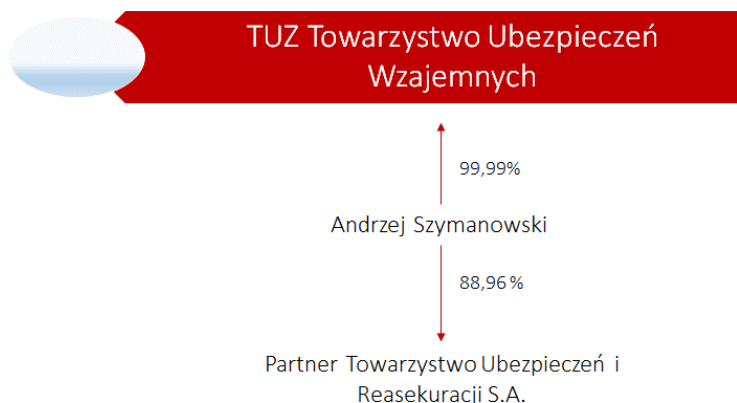 TUZ Towarzystwo Ubezpieczeń
Wzajemnych
99,99%
Andrzej Szymanowski
88,96 %
Partner Towarzystwo Ubezpieczeń i
Reasekuracji S.A.